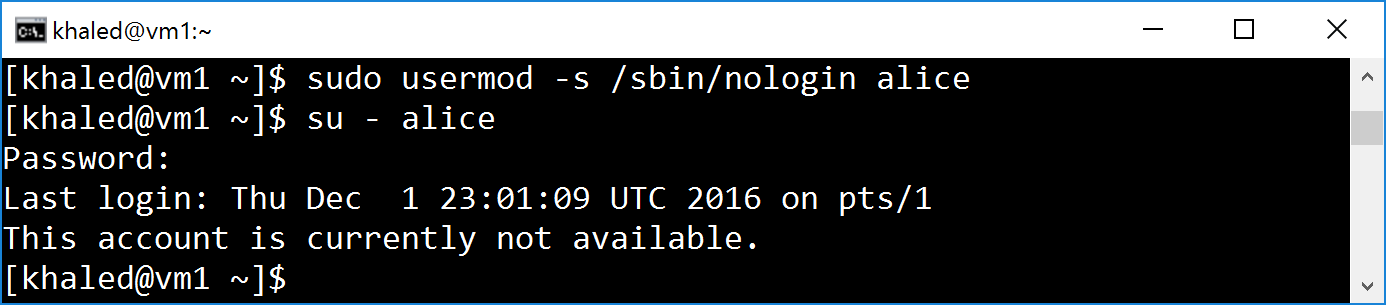 khaled@vm1:~
[khaled@vm1 ~]$ sudo usermod -s /sbin/nologin alice
[khaled@vm1 ~]$ su - alice
Password:
Last login: Thu Dec  1 23:01:09 UTC 2016 on pts/1
This account is currently not available.
[khaled@vm1 ~]$